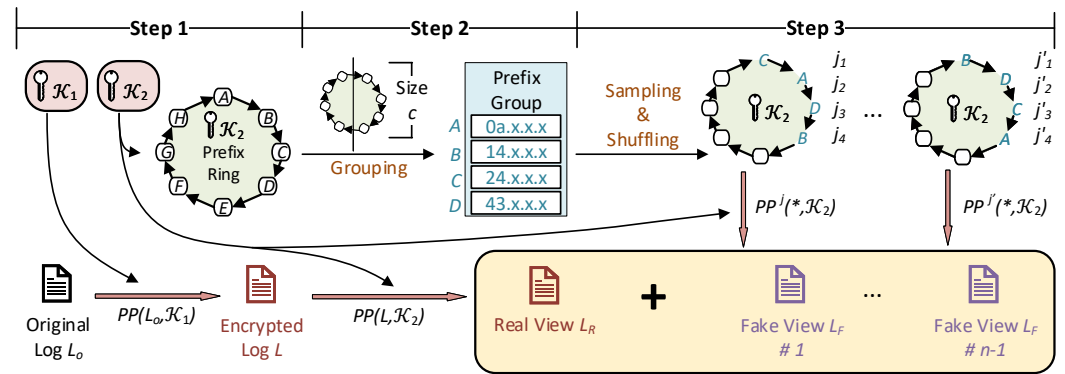 Step 1
Step 2
Step 3
𝒦1
𝒦2
A
B
C
D
E
F
G
H
𝒦2
Prefix
Ring
Size
c
Grouping
Prefix
Group
A 0a.x.x.x
B 14.x.x.x
C 24.x.x.x
D 43.x.x.x
Sampling
&
Shuffling
C
A
D
B
𝒦2
j1
j2
j3
j4
...
B
D
C
A
𝒦2
j'1
j'2
j'3
j'4
PP j(*,𝒦2)
PP j'(*,𝒦2)
Original
Log Lo
PP(Lo,𝒦1)
Encrypted
Log L
PP(L,𝒦2)
Real View LR
+
Fake View LF
# 1
...
Fake View LF
# n-1